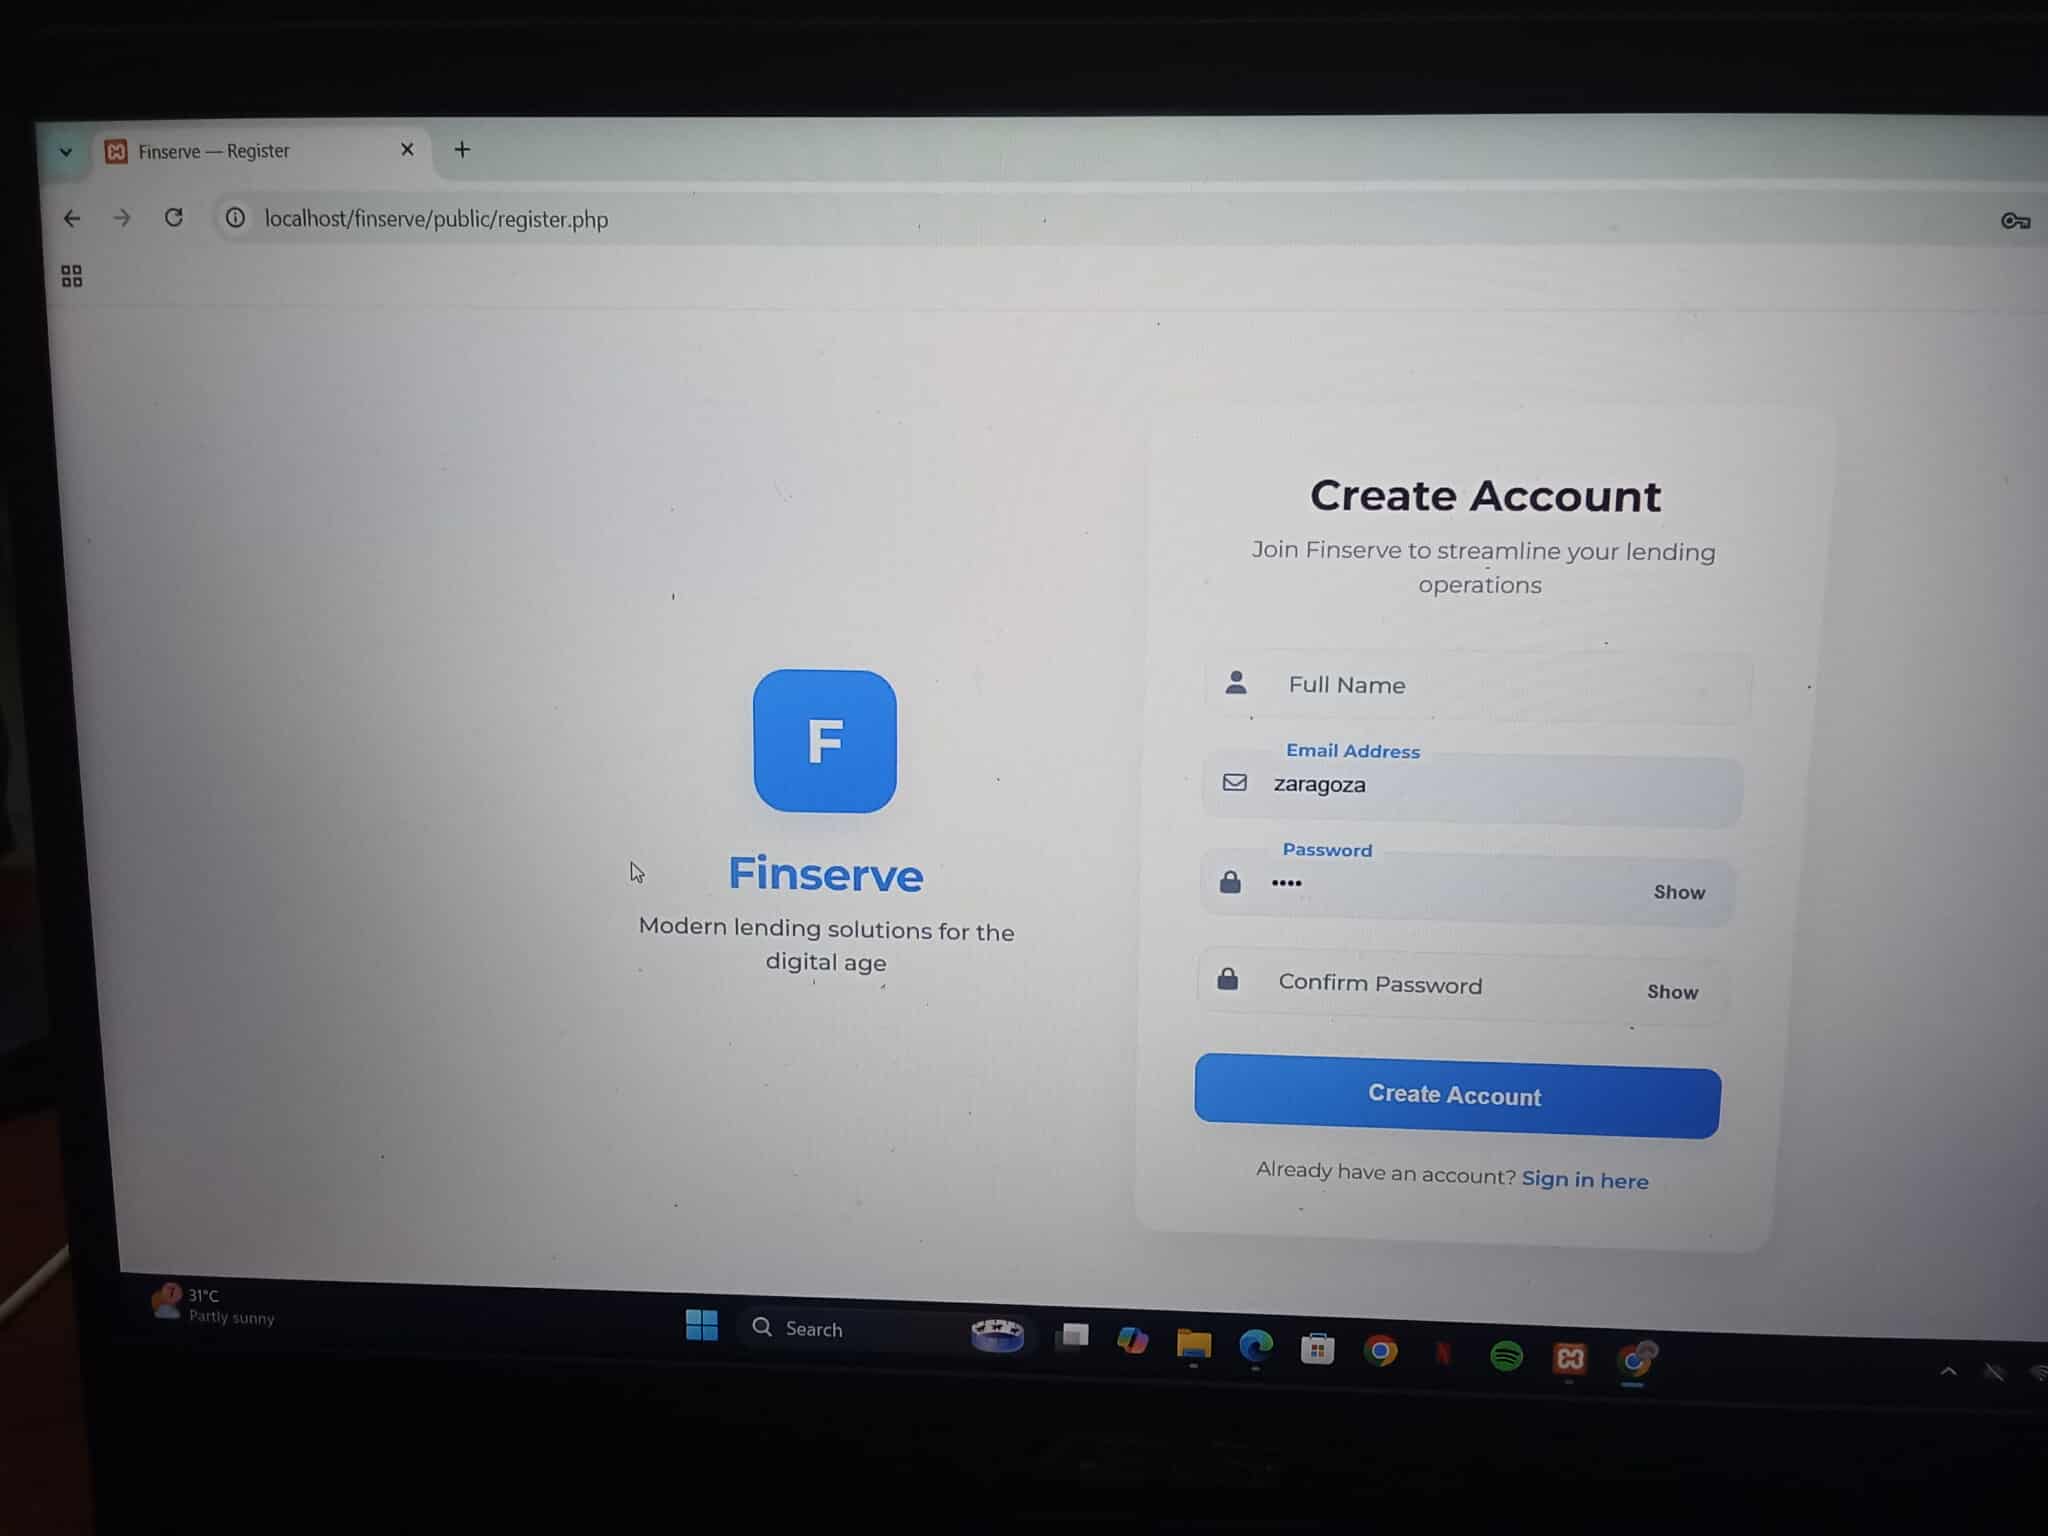 Finserve — Register
localhost/finserve/public/register.php
F
Finserve
Modern lending solutions for the
digital age
Create Account
Join Finserve to streamline your lending
operations
Full Name
Email Address
zaragoza
Password
••••
Show
Confirm Password
Show
Create Account
Already have an account? Sign in here
7
31°C
Partly sunny
Search
N